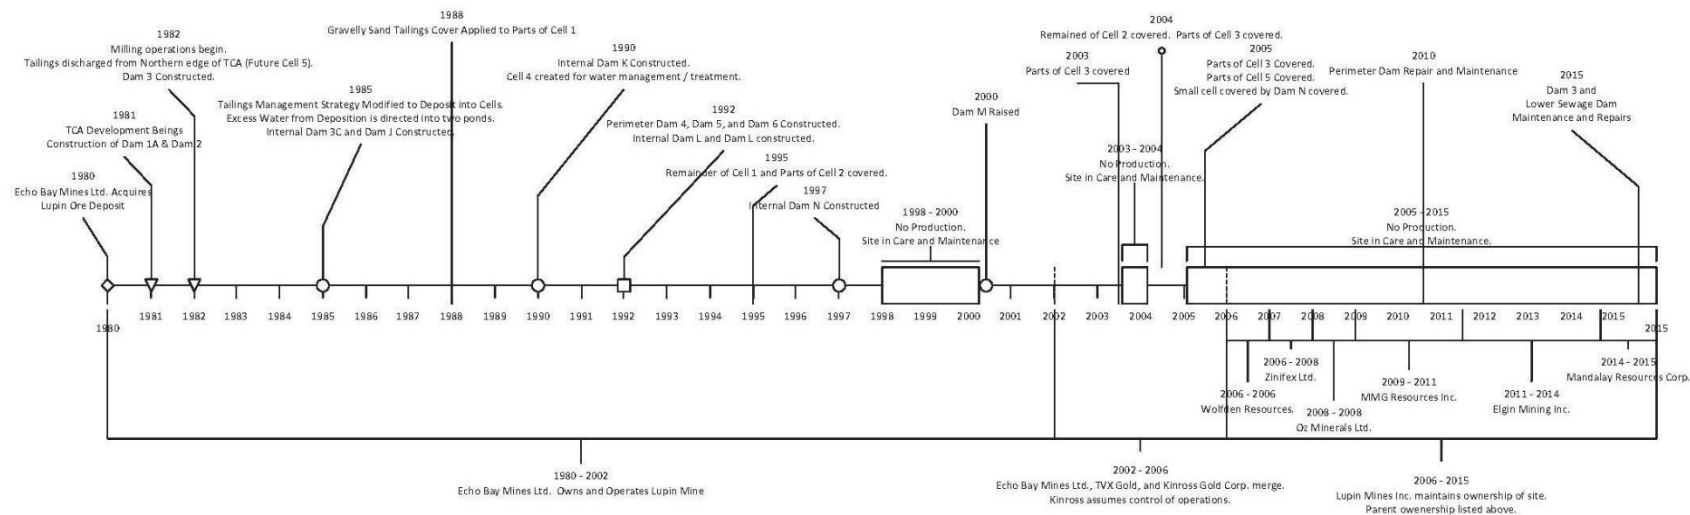 1980
Echo Bay Mines Ltd. Acquires
Lupin Ore Deposit
1981
TCA Development Beings
Construction of Dam 1A & Dam 2
1982
Milling operations begin.
Tailings discharged from Northern edge of TCA (Future Cell 5).
Dam 3 Constructed.
1985
Tailings Management Strategy Modified to Deposit into Cells.
Excess Water from Deposition is directed into two ponds.
Internal Dam 3C and Dam J Constructed.
1988
Gravelly Sand Tailings Cover Applied to Parts of Cell 1
1990
Internal Dam K Constructed.
Cell 4 created for water management / treatment.
1992
Perimeter Dam 4, Dam 5, and Dam 6 Constructed.
Internal Dam L and Dam L constructed.
1995
Remainder of Cell 1 and Parts of Cell 2 covered.
1997
Internal Dam N Constructed
1998 - 2000
No Production.
Site in Care and Maintenance
2000
Dam M Raised
2003
Parts of Cell 3 covered
2003 - 2004
No Production.
Site in Care and Maintenance.
2004
Remained of Cell 2 covered. Parts of Cell 3 covered.
2005
Parts of Cell 3 Covered.
Parts of Cell 5 Covered.
Small cell covered by Dam N covered.
2010
Perimeter Dam Repair and Maintenance
2015
Dam 3 and
Lower Sewage Dam
Maintenance and Repairs
2005 - 2015
No Production.
Site in Care and Maintenance.
1980 1981 1982 1983 1984 1985 1986 1987 1988 1989 1990 1991 1992 1993 1994 1995 1996 1997 1998 1999 2000 2001 2002 2003 2004 2005 2006 2007 2008 2009 2010 2011 2012 2013 2014 2015 2015
2006 - 2006
Wolfden Resources.
2006 - 2008
Zinifex Ltd.
2008 - 2008
Oz Minerals Ltd.
2009 - 2011
MMG Resources Inc.
2011 - 2014
Elgin Mining Inc.
2014 - 2015
Mandalay Resources Corp.
1980 - 2002
Echo Bay Mines Ltd. Owns and Operates Lupin Mine
2002 - 2006
Echo Bay Mines Ltd., TVX Gold, and Kinross Gold Corp. merge.
Kinross assumes control of operations.
2006 - 2015
Lupin Mines Inc. maintains ownership of site.
Parent owenership listed above.